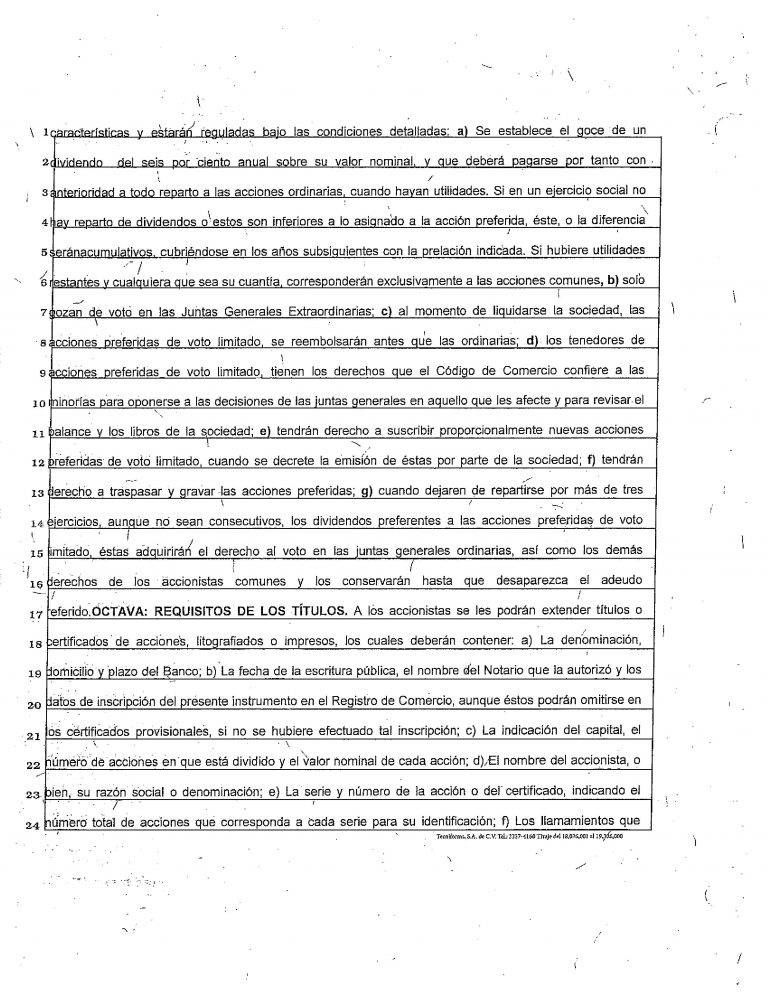 1 características y estarán reguladas bajo las condiciones detalladas: a) Se establece el goce de un
2 dividendo del seis por ciento anual sobre su valor nominal, y que deberá pagarse por tanto con
3 anterioridad a todo reparto a las acciones ordinarias, cuando hayan utilidades. Si en un ejercicio social no
4 hay reparto de dividendos o estos son inferiores a lo asignado a la acción preferida, éste, o la diferencia
5 seránacumulativos, cubriéndose en los años subsiguientes con la prelación indicada. Si hubiere utilidades
6 restantes y cualquiera que sea su cuantía, corresponderán exclusivamente a las acciones comunes, b) solo
7 gozan de voto en las Juntas Generales Extraordinarias; c) al momento de liquidarse la sociedad, las
8 acciones preferidas de voto limitado, se reembolsarán antes que las ordinarias; d) los tenedores de
9 acciones preferidas de voto limitado, tienen los derechos que el Código de Comercio confiere a las
10 minorías para oponerse a las decisiones de las juntas generales en aquello que les afecte y para revisar el
11 balance y los libros de la sociedad; e) tendrán derecho a suscribir proporcionalmente nuevas acciones
12 preferidas de voto limitado, cuando se decrete la emisión de éstas por parte de la sociedad; f) tendrán
13 derecho a traspasar y gravar las acciones preferidas; g) cuando dejaren de repartirse por más de tres
14 ejercicios, aunque no sean consecutivos, los dividendos preferentes a las acciones preferidas de voto
15 limitado, éstas adquirirán el derecho al voto en las juntas generales ordinarias, así como los demás
16 derechos de los accionistas comunes y los conservarán hasta que desaparezca el adeudo
17 referido.OCTAVA: REQUISITOS DE LOS TÍTULOS. A los accionistas se les podrán extender títulos o
18 certificados de acciones, litografiados o impresos, los cuales deberán contener: a) La denominación,
19 domicilio y plazo del Banco; b) La fecha de la escritura pública, el nombre del Notario que la autorizó y los
20 datos de inscripción del presente instrumento en el Registro de Comercio, aunque éstos podrán omitirse en
21 los certificados provisionales, si no se hubiere efectuado tal inscripción; c) La indicación del capital, el
22 número de acciones en que está dividido y el valor nominal de cada acción; d) El nombre del accionista, o
23 bien, su razón social o denominación; e) La serie y número de la acción o del certificado, indicando el
24 número total de acciones que corresponda a cada serie para su identificación; f) Los llamamientos que
Tecniforms, S.A. de C.V. Tel.: 2237-4160 Tiraje del 18,076,001 al